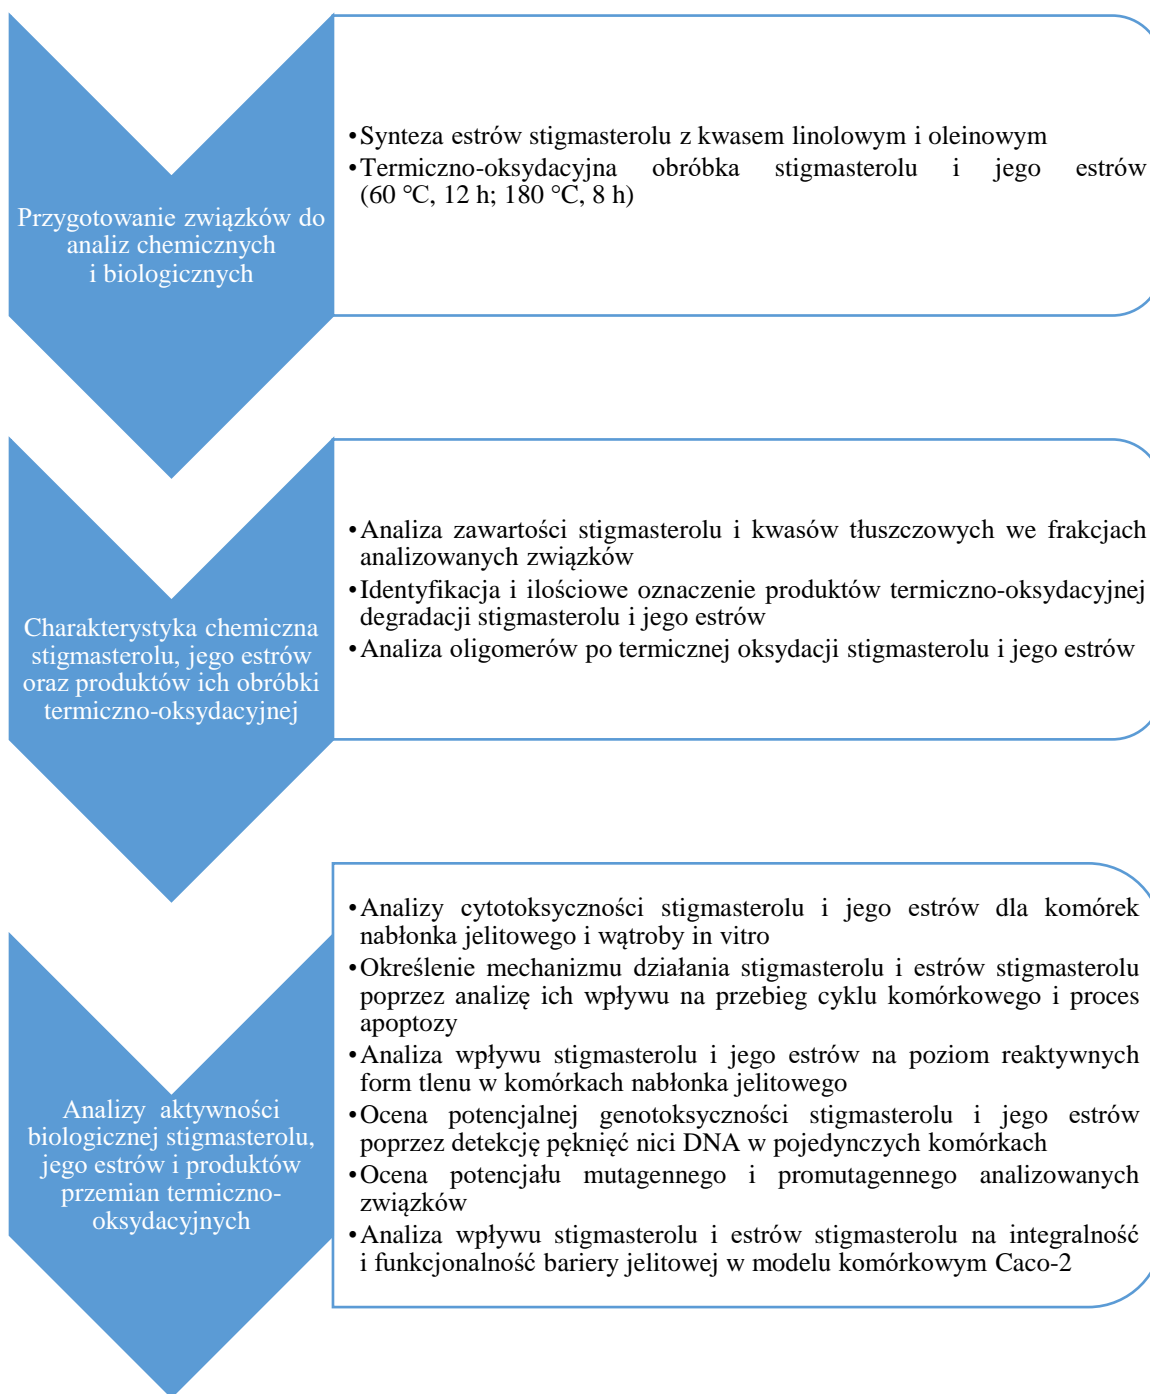 Przygotowanie związków do
analiz chemicznych
i biologicznych
•Synteza estrów stigmasterolu z kwasem linolowym i oleinowym
•Termiczno-oksydacyjna obróbka stigmasterolu i jego estrów
(60 °C, 12 h; 180 °C, 8 h)
Charakterystyka chemiczna
stigmasterolu, jego estrów
oraz produktów ich obróbki
termiczno-oksydacyjnej
•Analiza zawartości stigmasterolu i kwasów tłuszczowych we frakcjach
analizowanych związków
•Identyfikacja i ilościowe oznaczenie produktów termiczno-oksydacyjnej
degradacji stigmasterolu i jego estrów
•Analiza oligomerów po termicznej oksydacji stigmasterolu i jego estrów
Analizy aktywności
biologicznej stigmasterolu,
jego estrów i produktów
przemian termiczno-
oksydacyjnych
•Analizy cytotoksyczności stigmasterolu i jego estrów dla komórek
nabłonka jelitowego i wątroby in vitro
•Określenie mechanizmu działania stigmasterolu i estrów stigmasterolu
poprzez analizę ich wpływu na przebieg cyklu komórkowego i proces
apoptozy
•Analiza wpływu stigmasterolu i jego estrów na poziom reaktywnych
form tlenu w komórkach nabłonka jelitowego
•Ocena potencjalnej genotoksyczności stigmasterolu i jego estrów
poprzez detekcję pęknięć nici DNA w pojedynczych komórkach
•Ocena potencjału mutagennego i promutagennego analizowanych
związków
•Analiza wpływu stigmasterolu i estrów stigmasterolu na integralność
i funkcjonalność bariery jelitowej w modelu komórkowym Caco-2